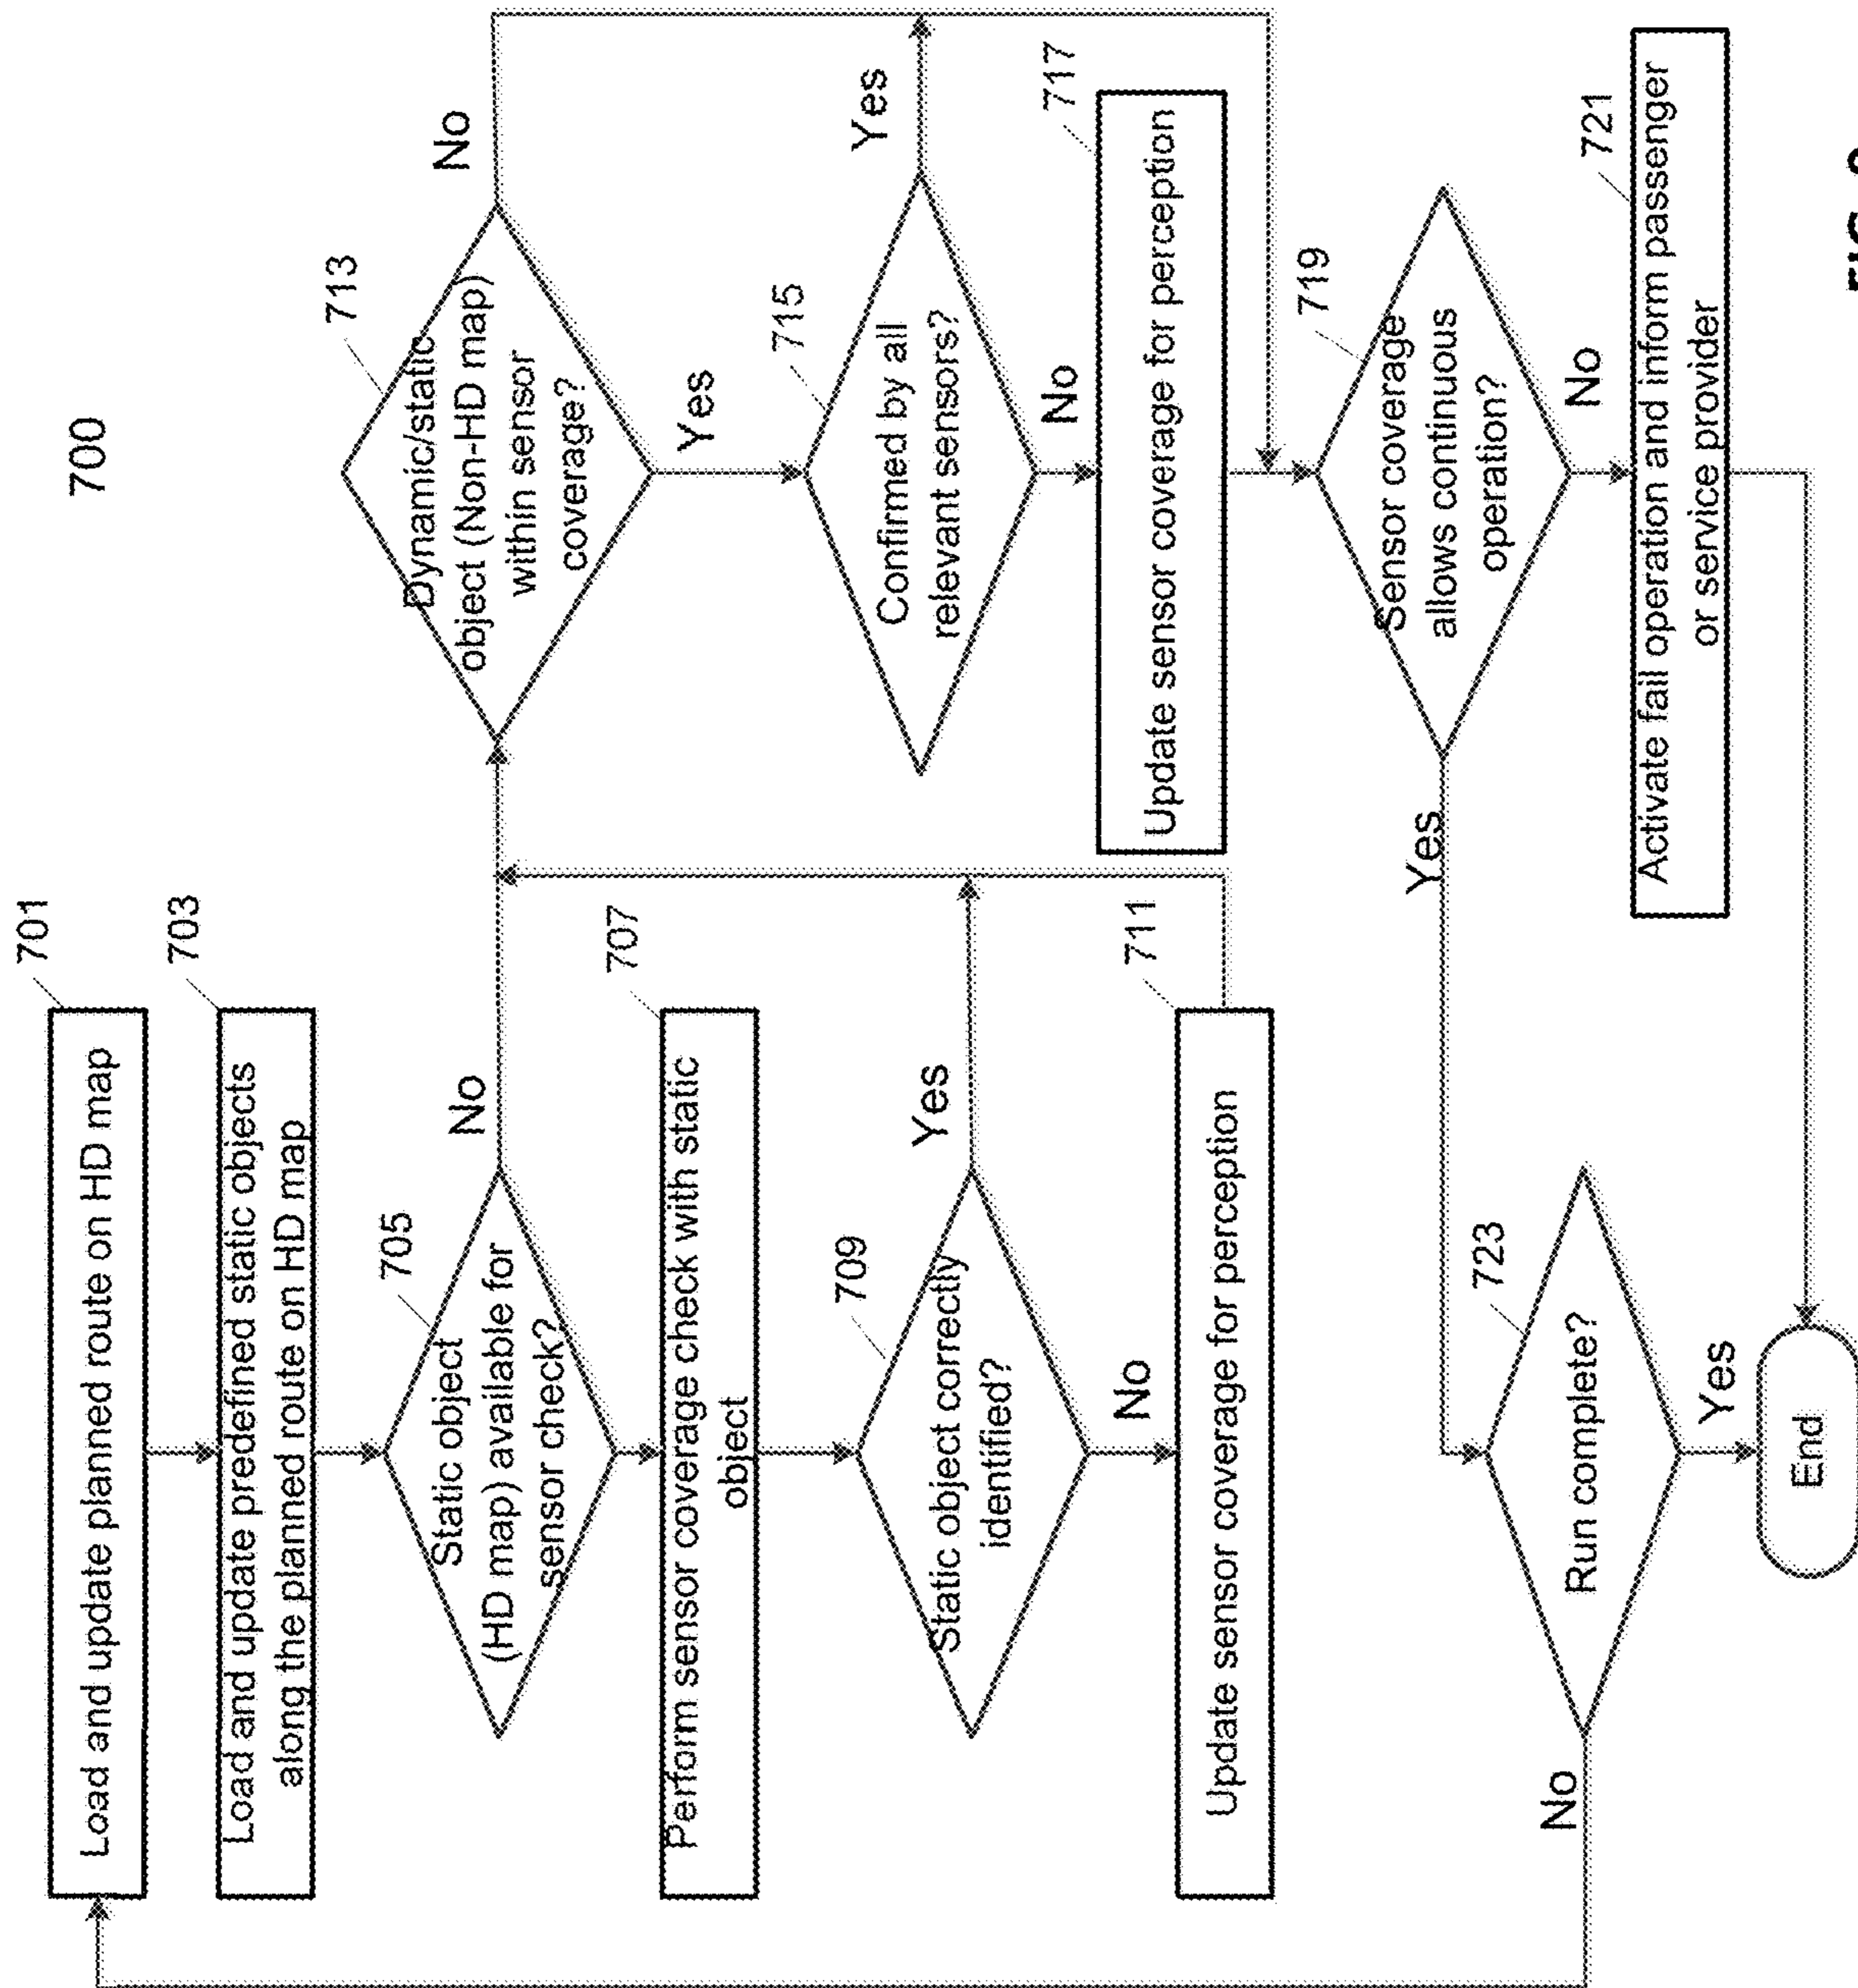 700
701
Load and update planned route on HD map
703
Load and update predefined static objects
along the planned route on HD map
705
Static object
(HD map) available for
sensor check?
No
707
Perform sensor coverage check with static
object
709
Static object correctly
identified?
Yes
No
711
Update sensor coverage for perception
713
Dynamic/static
object (Non-HD map)
within sensor
coverage?
No
Yes
715
Confirmed by all
relevant sensors?
Yes
No
717
Update sensor coverage for perception
719
Sensor coverage
allows continuous
operation?
Yes
No
721
Activate fail operation and inform passenger
or service provider
723
Run complete?
No
Yes
End